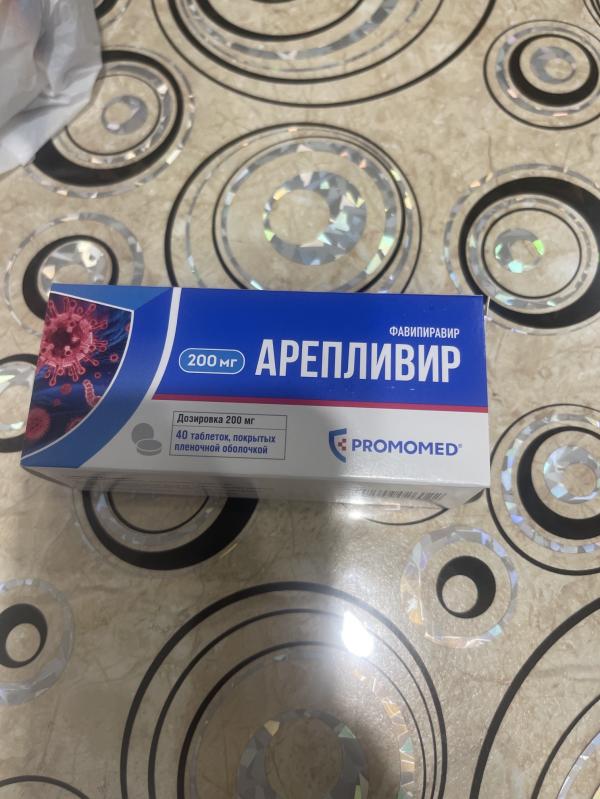 ФАВИПИРАВИР
200 мг
АРЕПЛИВИР
Дозировка 200 мг
40 таблеток, покрытых
пленочной оболочкой
PROMOMED®